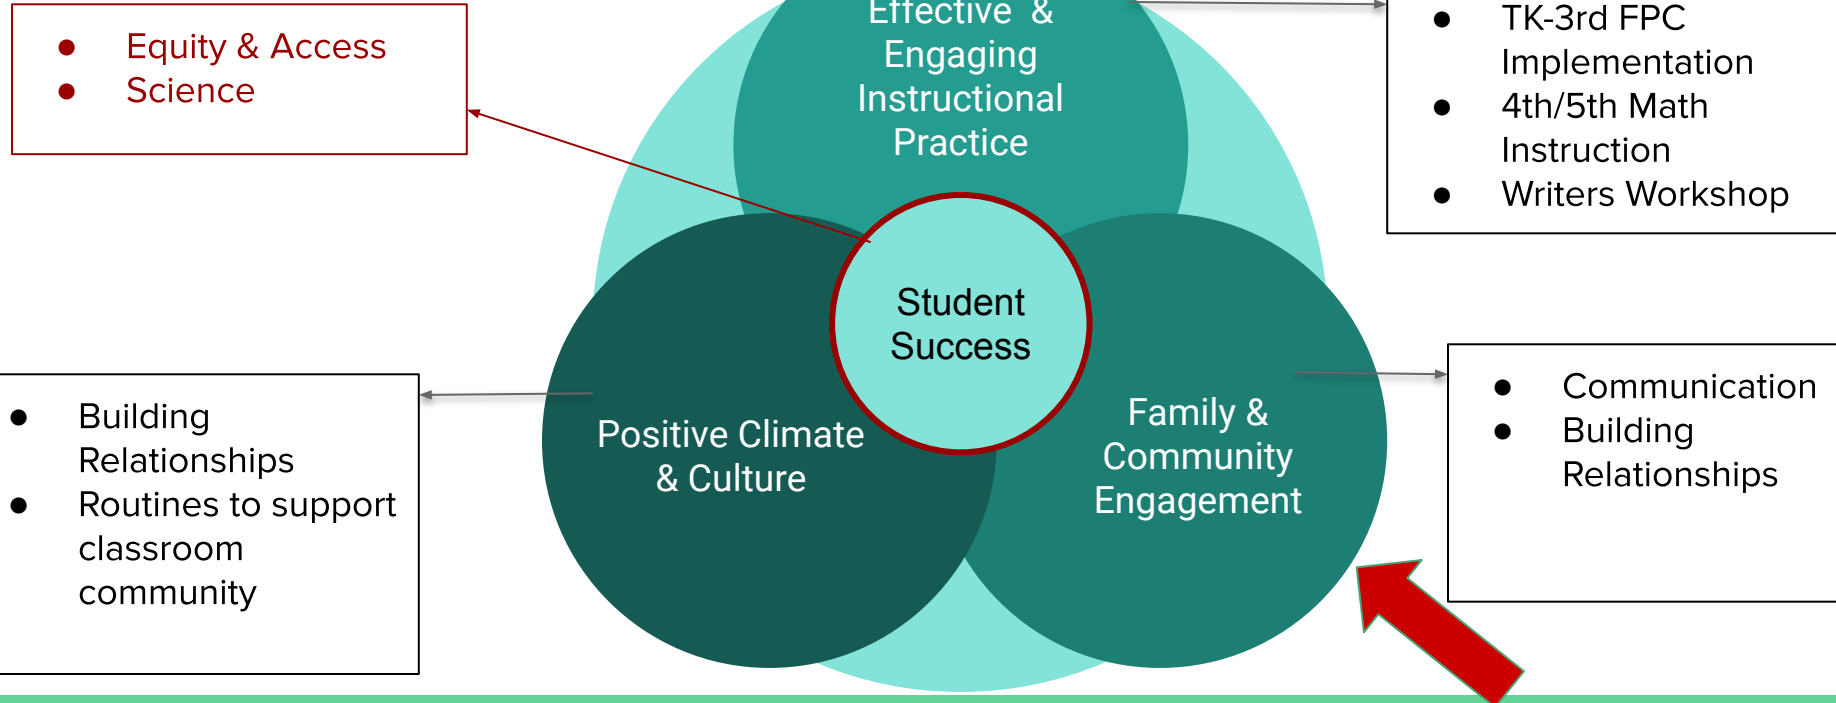 ● Equity & Access
● Science
Effective &
Engaging
Instructional
Practice
● TK-3rd FPC
Implementation
● 4th/5th Math
Instruction
● Writers Workshop
Student
Success
● Building
Relationships
● Routines to support
classroom
community
Positive Climate
& Culture
Family &
Community
Engagement
● Communication
● Building
Relationships